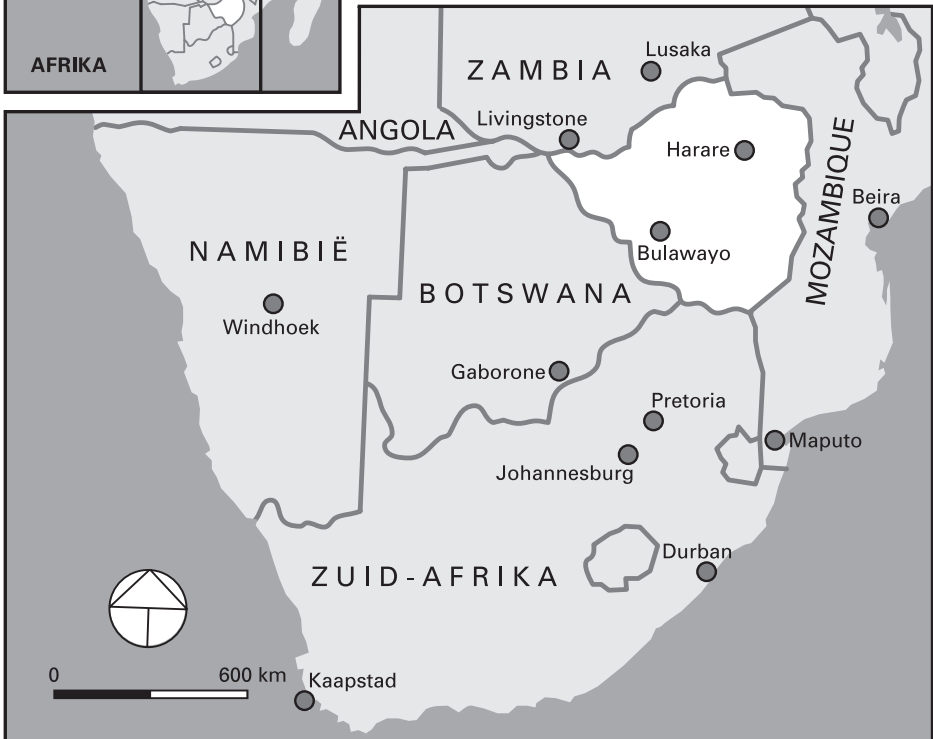 AFRIKA
ZAMBIA
Lusaka
ANGOLA
Livingstone
Harare
MOZAMBIQUE
Beira
NAMIBIË
Bulawayo
BOTSWANA
Windhoek
Gaborone
Pretoria
Maputo
Johannesburg
Durban
ZUID-AFRIKA
0
600 km
Kaapstad